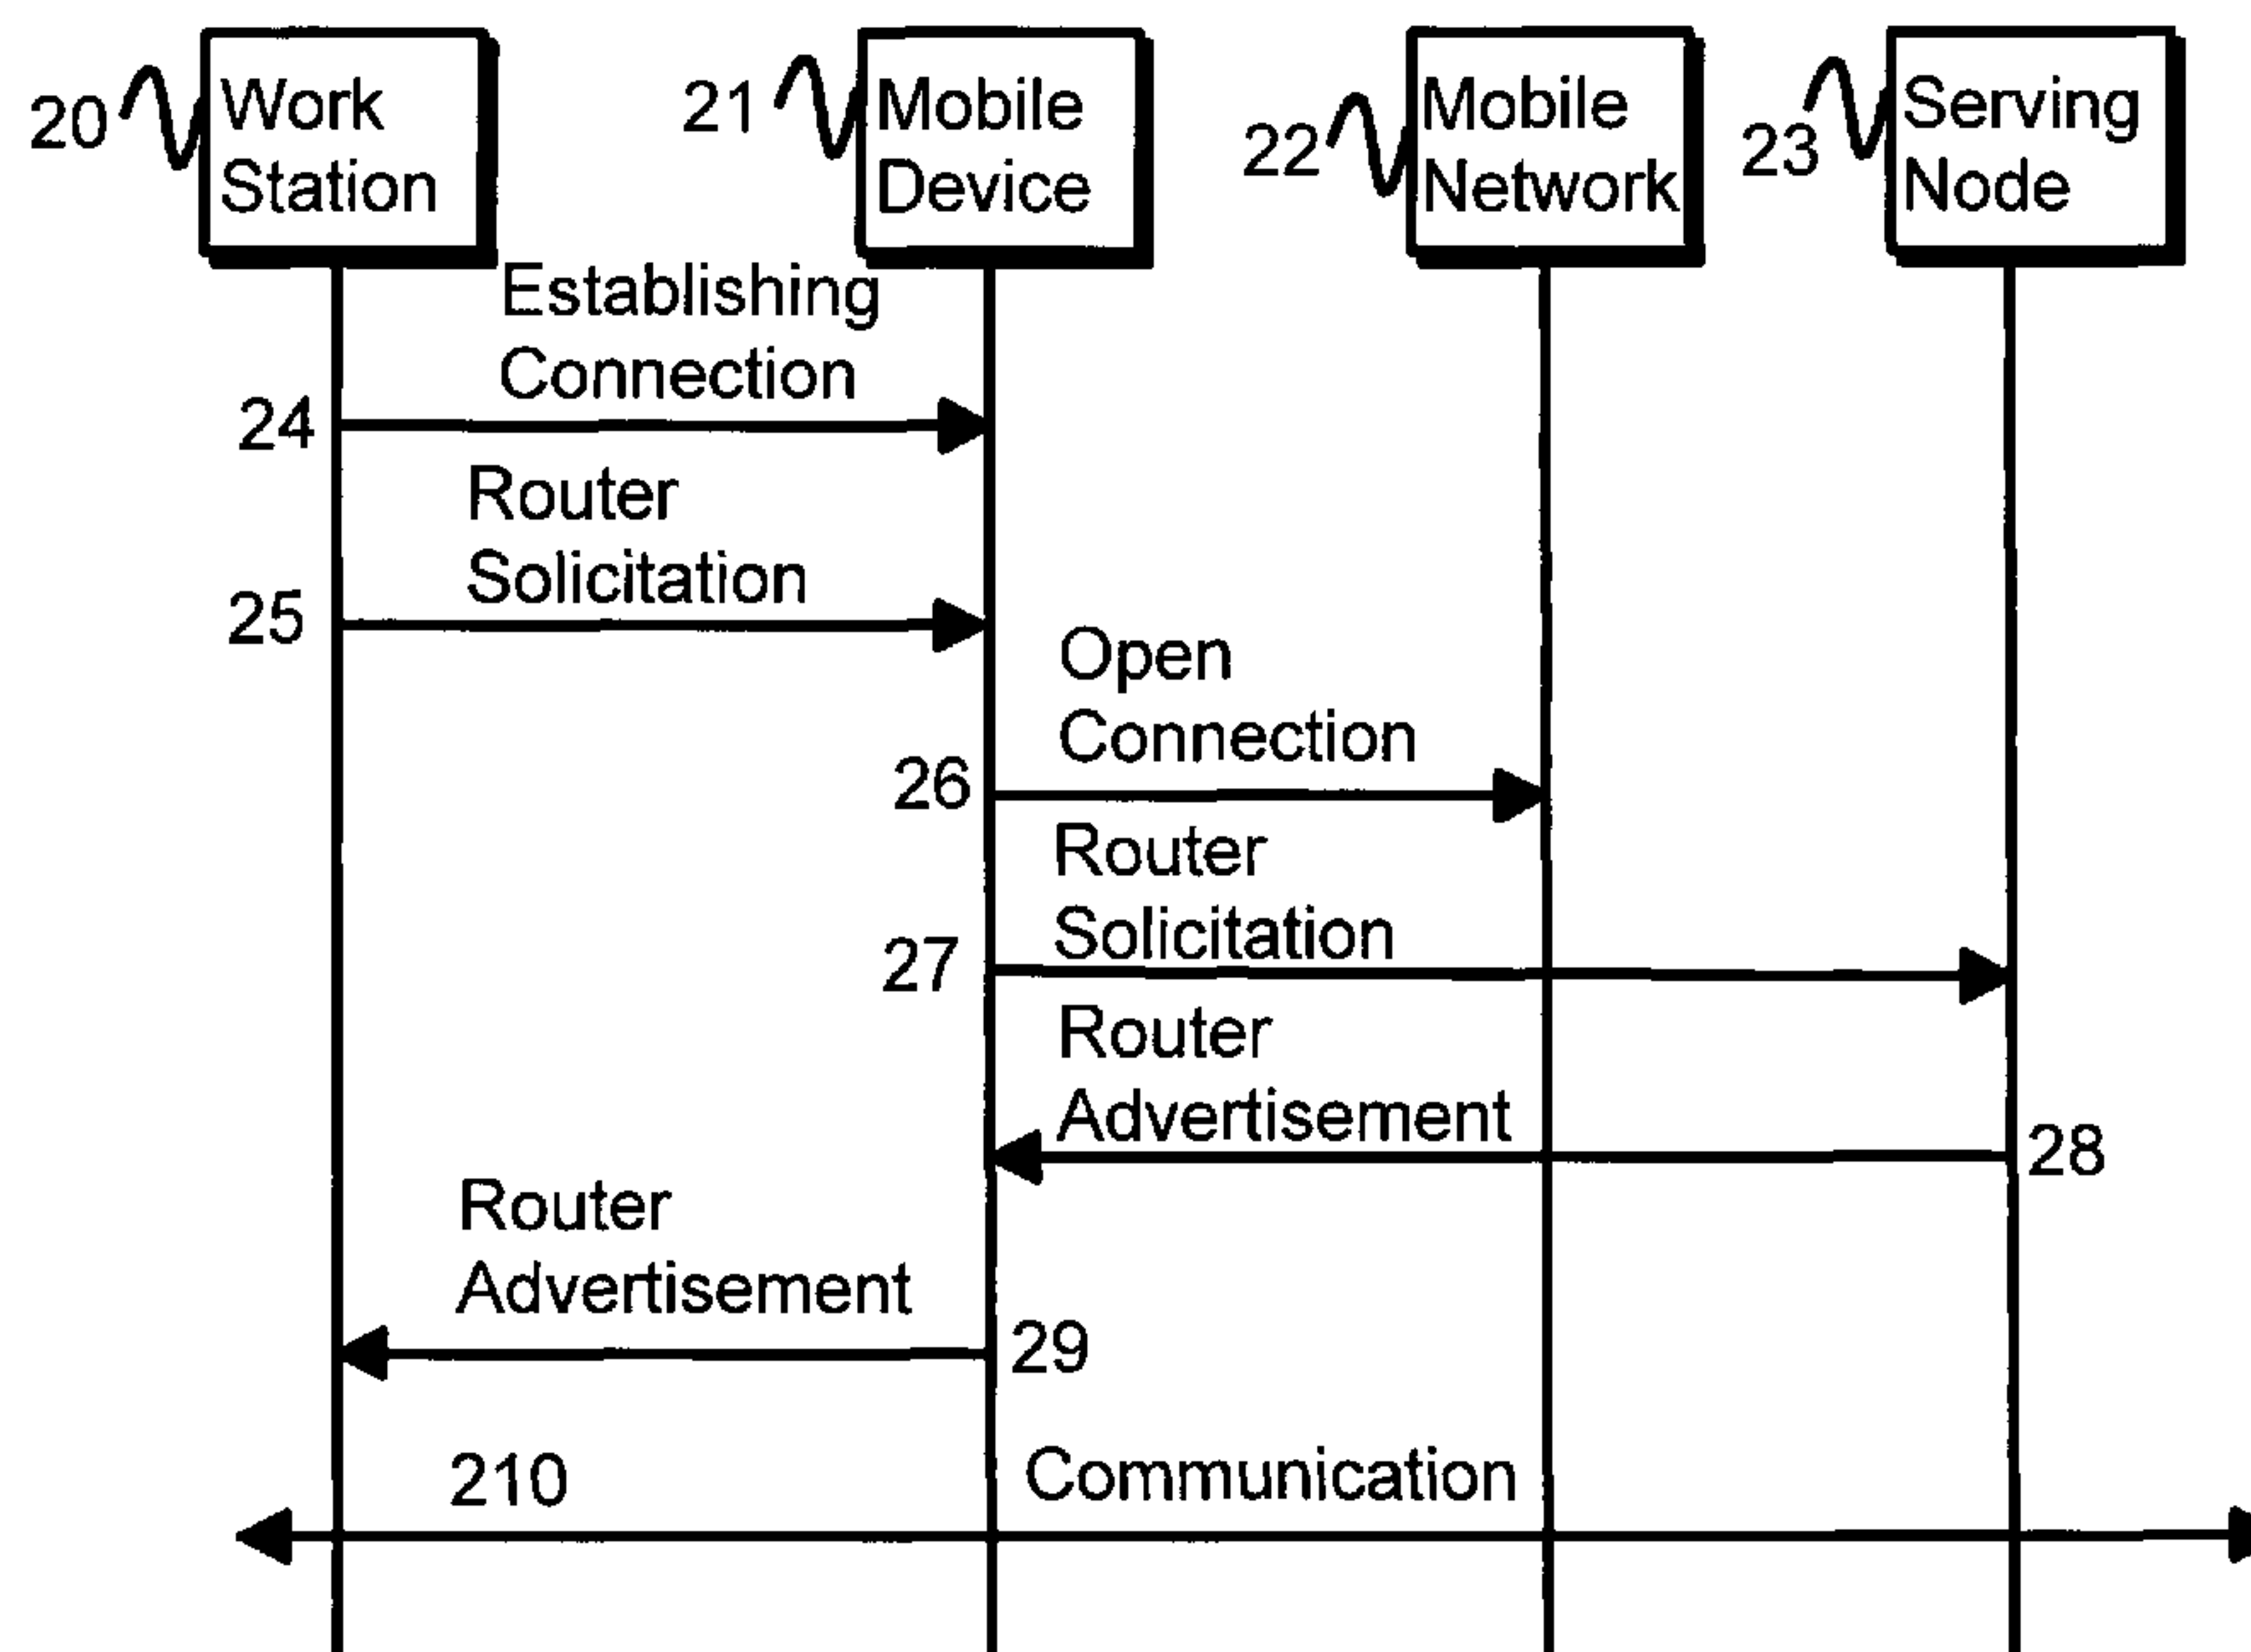 20
Work
Station
21
Mobile
Device
22
Mobile
Network
23
Serving
Node
Establishing
Connection
24
Router
Solicitation
25
Open
Connection
26
Router
Solicitation
27
Router
Advertisement
28
Router
Advertisement
29
210
Communication